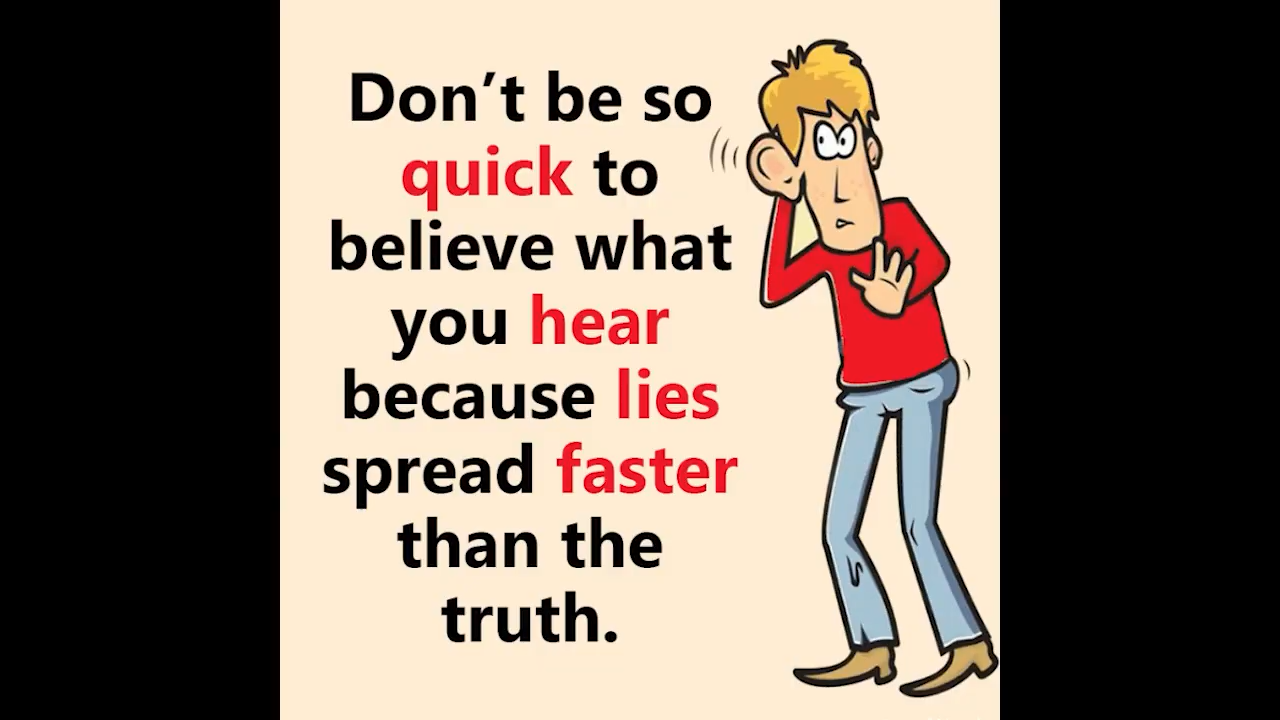 Don’t be so
quick to
believe what
you hear
because lies
spread faster
than the
truth.